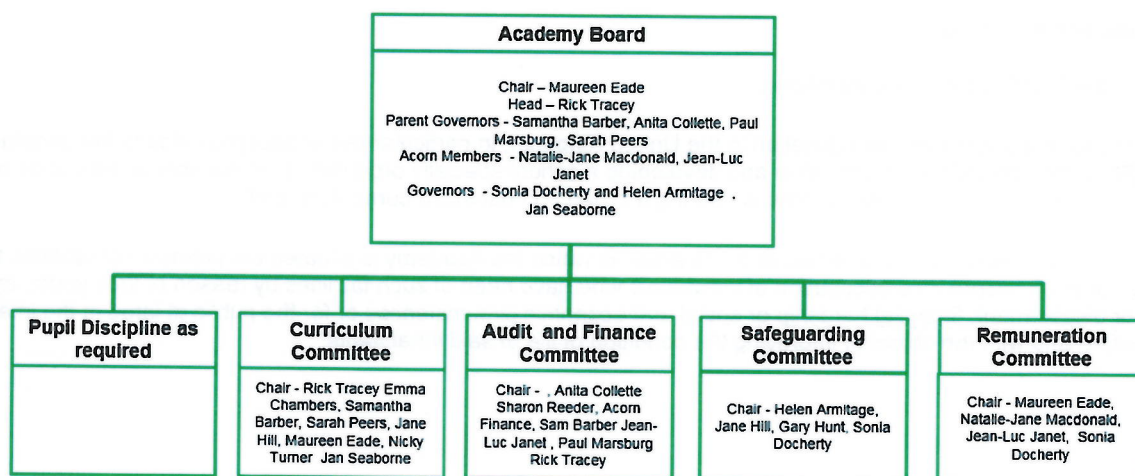 Academy Board
Chair – Maureen Eade
Head – Rick Tracey
Parent Governors - Samantha Barber, Anita Collette, Paul
Marsburg, Sarah Peers
Acorn Members - Natalie-Jane Macdonald, Jean-Luc
Janet
Governors - Sonia Docherty and Helen Armitage ,
Jan Seaborne
Pupil Discipline as
required
Curriculum
Committee
Chair - Rick Tracey Emma
Chambers, Samantha
Barber, Sarah Peers, Jane
Hill, Maureen Eade, Nicky
Turner Jan Seaborne
Audit and Finance
Committee
Chair - , Anita Collette
Sharon Reeder, Acorn
Finance, Sam Barber Jean-
Luc Janet , Paul Marsburg
Rick Tracey
Safeguarding
Committee
Chair - Helen Armitage,
Jane Hill, Gary Hunt, Sonia
Docherty
Remuneration
Committee
Chair - Maureen Eade,
Natalie-Jane Macdonald,
Jean-Luc Janet, Sonia
Docherty